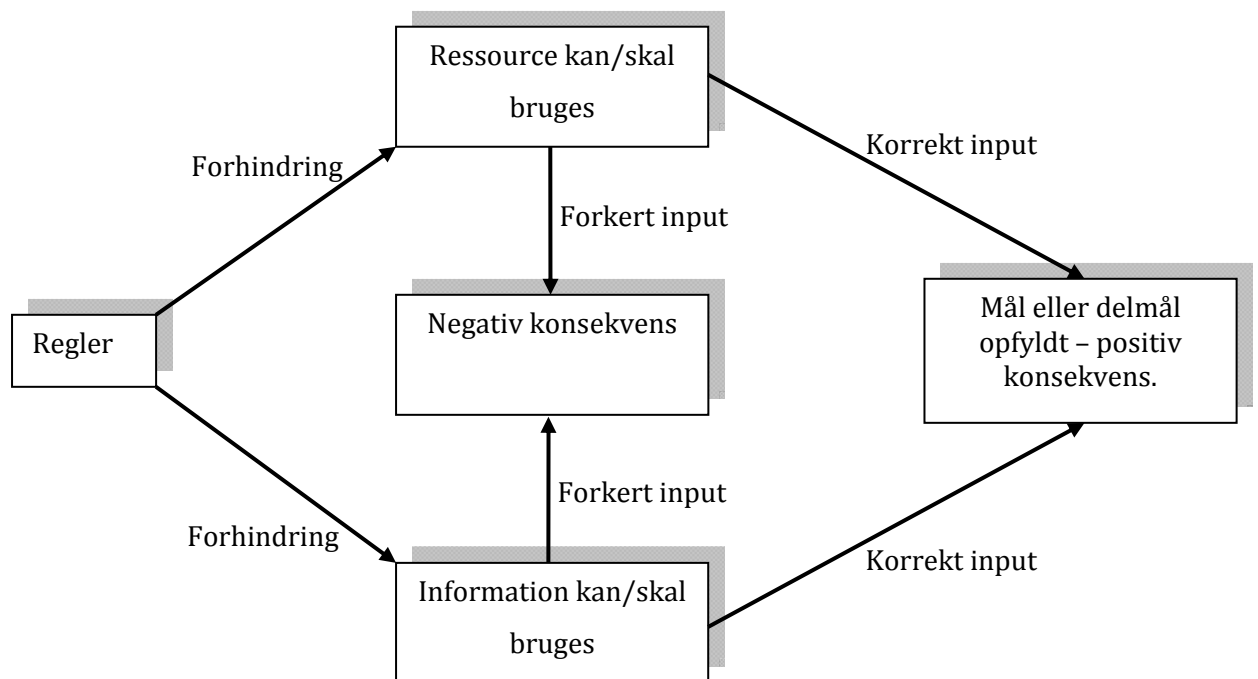 Ressource kan/skal
bruges
Korrekt input
Forhindring
Forkert input
Regler
Negativ konsekvens
Mål eller delmål
opfyldt – positiv
konsekvens.
Forkert input
Forhindring
Korrekt input
Information kan/skal
bruges